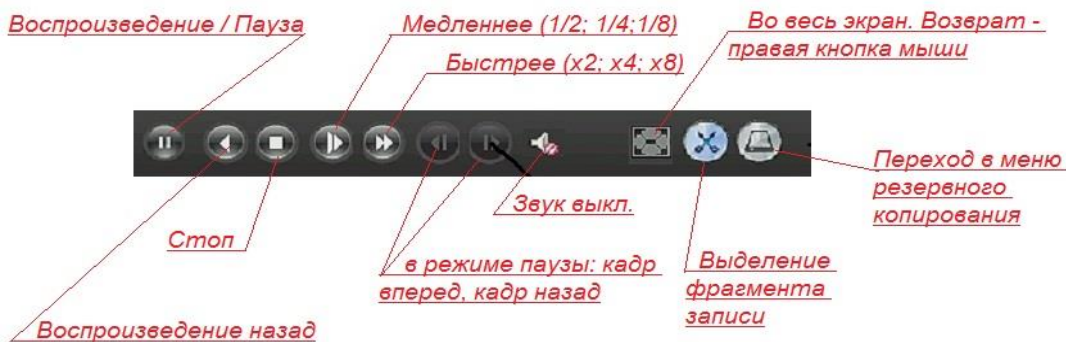 Воспроизведение / Пауза
Медленнее (1/2; 1/4;1/8)
Быстрее (x2; x4; x8)
Во весь экран. Возврат -
правая кнопка мыши
Переход в меню
резервного
копирования
Звук выкл.
Стоп
в режиме паузы: кадр
вперед, кадр назад
Выделение
фрагмента
записи
Воспроизведение назад